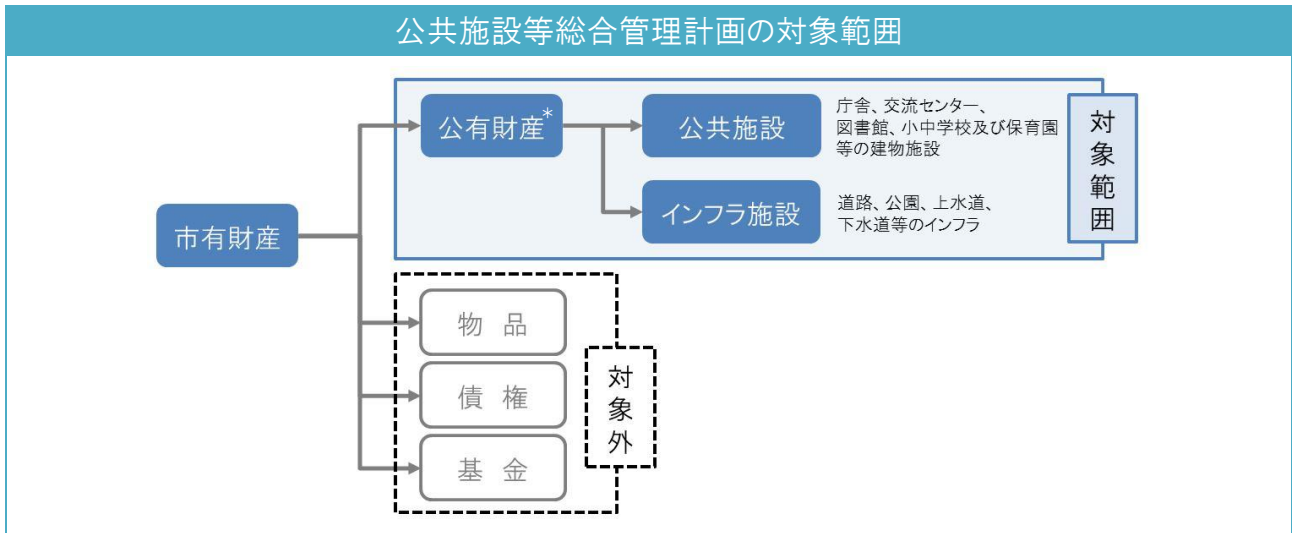 公共施設等総合管理計画の対象範囲
公有財産*
公共施設
庁舎、交流センター、
図書館、小中学校及び保育園
等の建物施設
対象範囲
インフラ施設
道路、公園、上水道、
下水道等のインフラ
市有財産
物 品
債 権
基 金
対象外